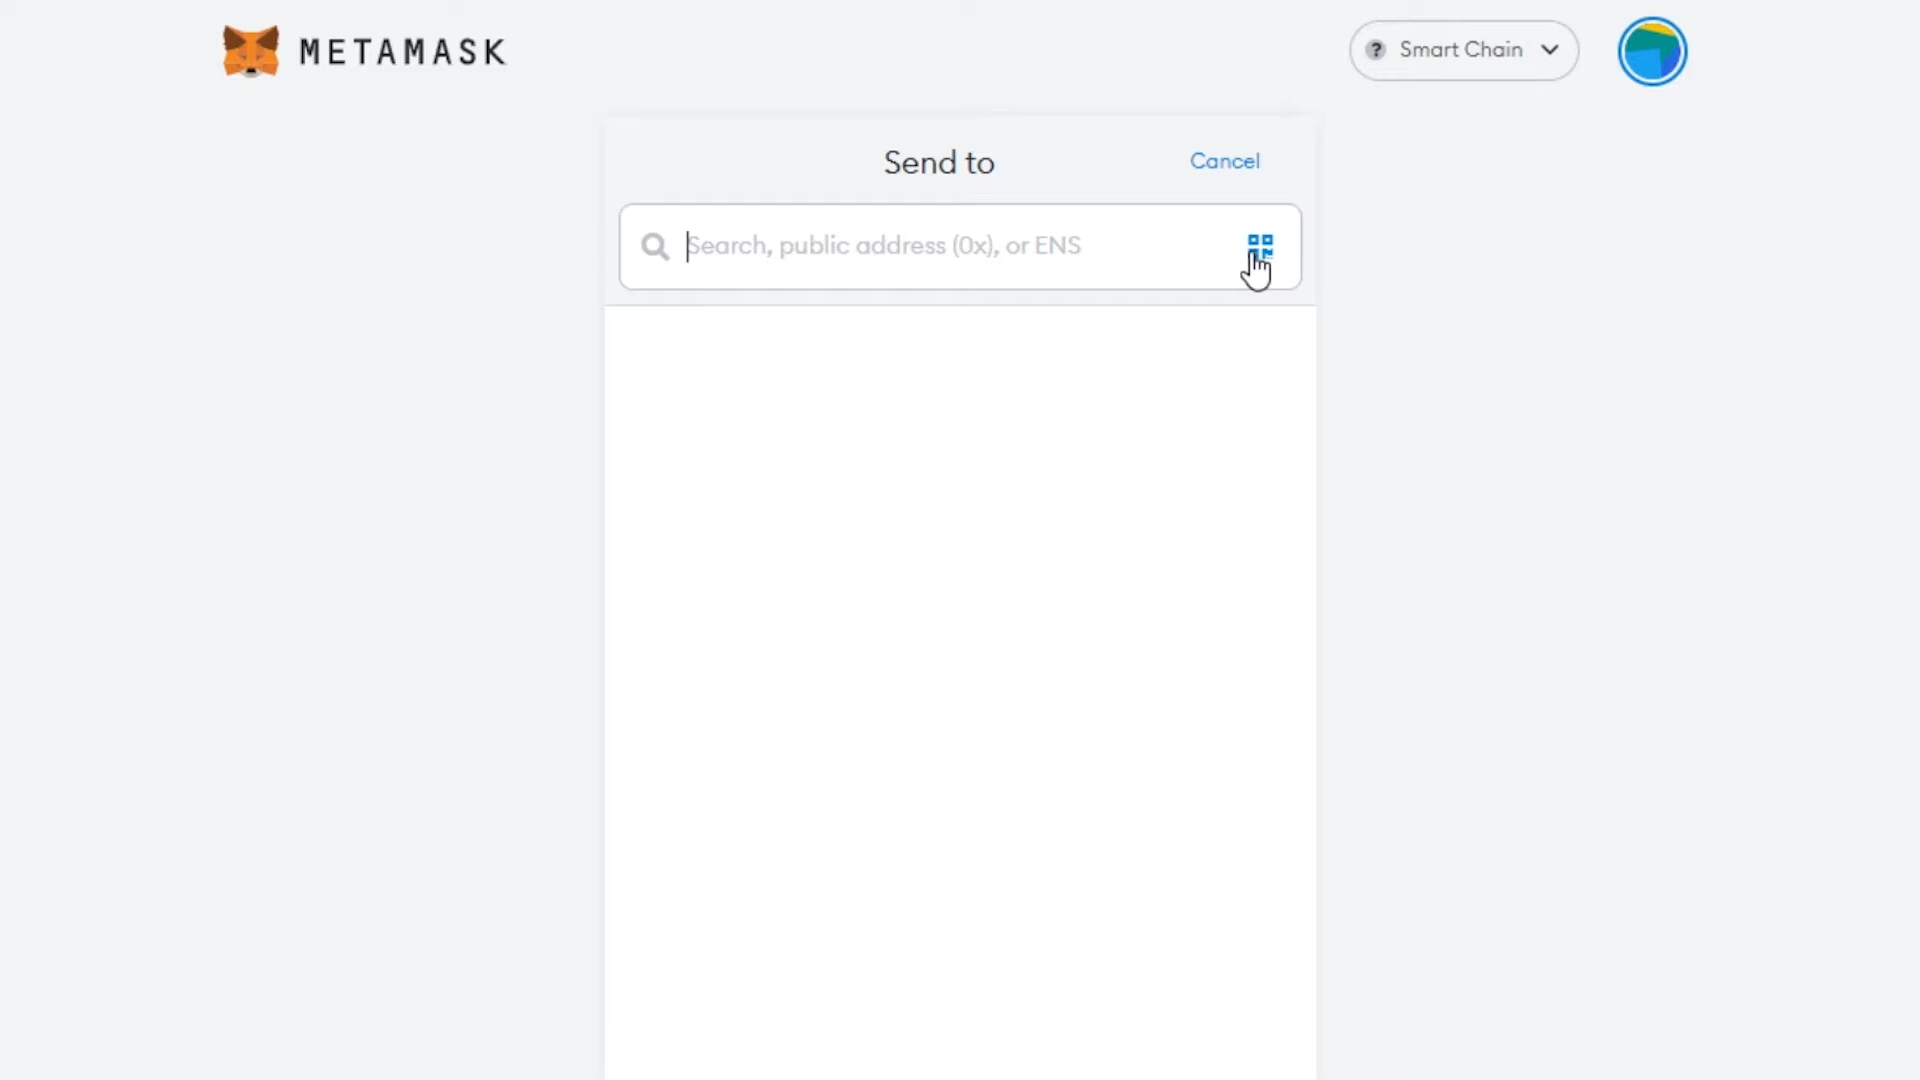 METAMASK
? Smart Chain
Send to
Cancel
Search, public address (0x), or ENS